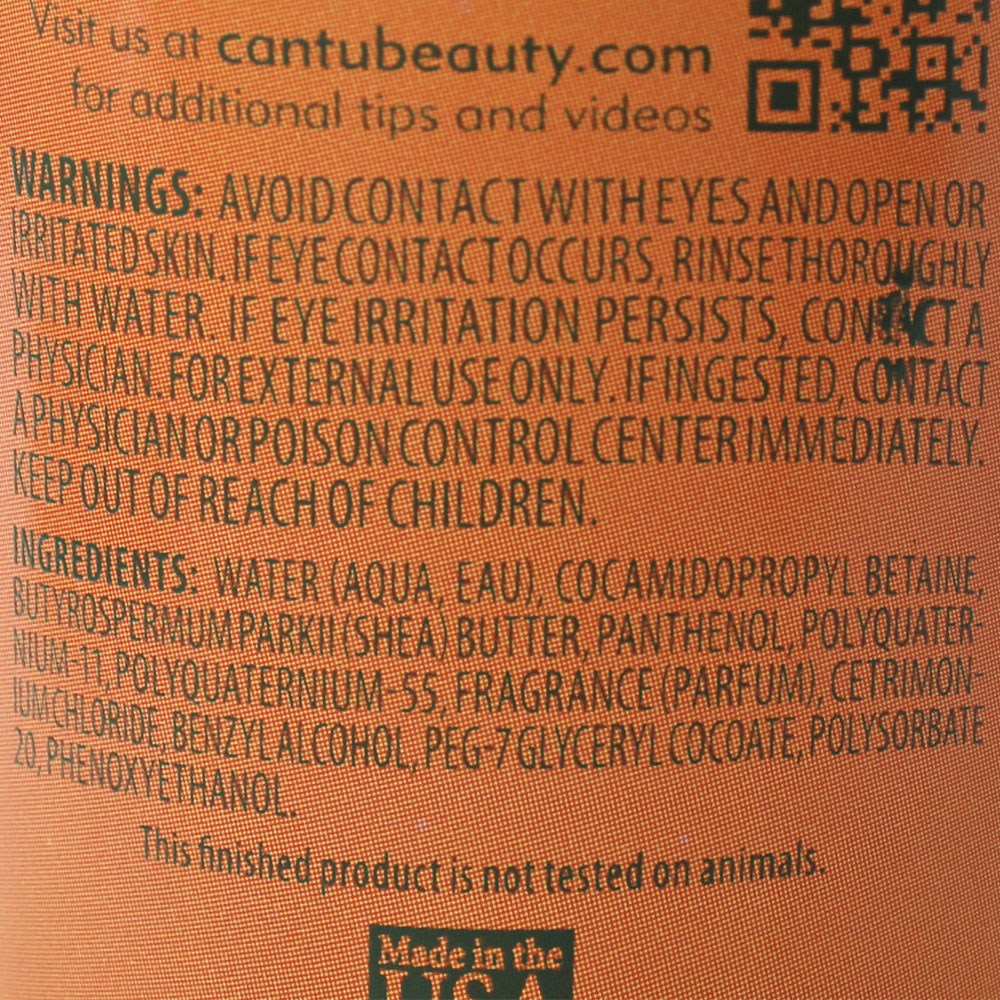 Visit us at cantubeauty.com
for additional tips and videos
WARNINGS: AVOID CONTACT WITH EYES AND OPEN OR
IRRITATED SKIN. IF EYE CONTACT OCCURS, RINSE THOROUGHLY
WITH WATER. IF EYE IRRITATION PERSISTS, CONTACT A
PHYSICIAN. FOR EXTERNAL USE ONLY. IF INGESTED, CONTACT
A PHYSICIAN OR POISON CONTROL CENTER IMMEDIATELY.
KEEP OUT OF REACH OF CHILDREN.
INGREDIENTS: WATER (AQUA, EAU), COCAMIDOPROPYL BETAINE,
BUTYROSPERMUM PARKII (SHEA) BUTTER, PANTHENOL, POLYQUATER-
NIUM-11, POLYQUATERNIUM-55, FRAGRANCE (PARFUM), CETRIMON-
IUM CHLORIDE, BENZYL ALCOHOL, PEG-7 GLYCERYL COCOATE, POLYSORBATE
20, PHENOXYETHANOL.
This finished product is not tested on animals.
Made in the
USA